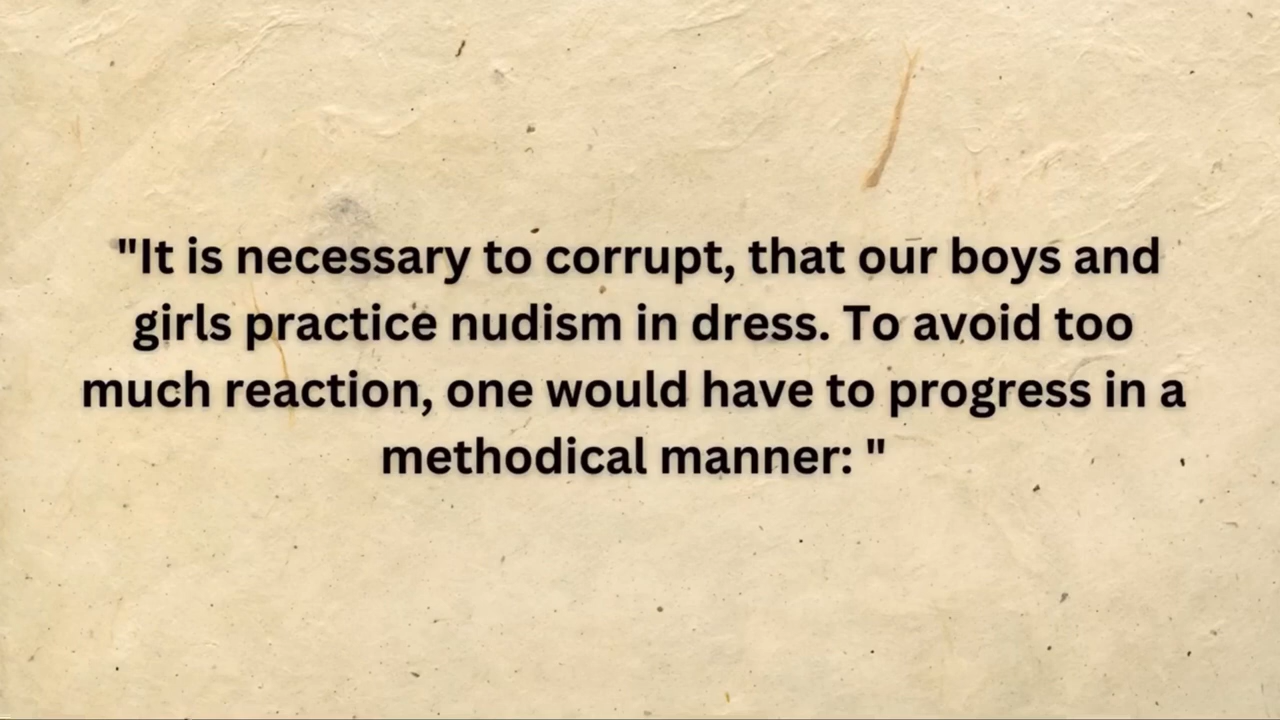 "It is necessary to corrupt, that our boys and
girls practice nudism in dress. To avoid too
much reaction, one would have to progress in a
methodical manner: "